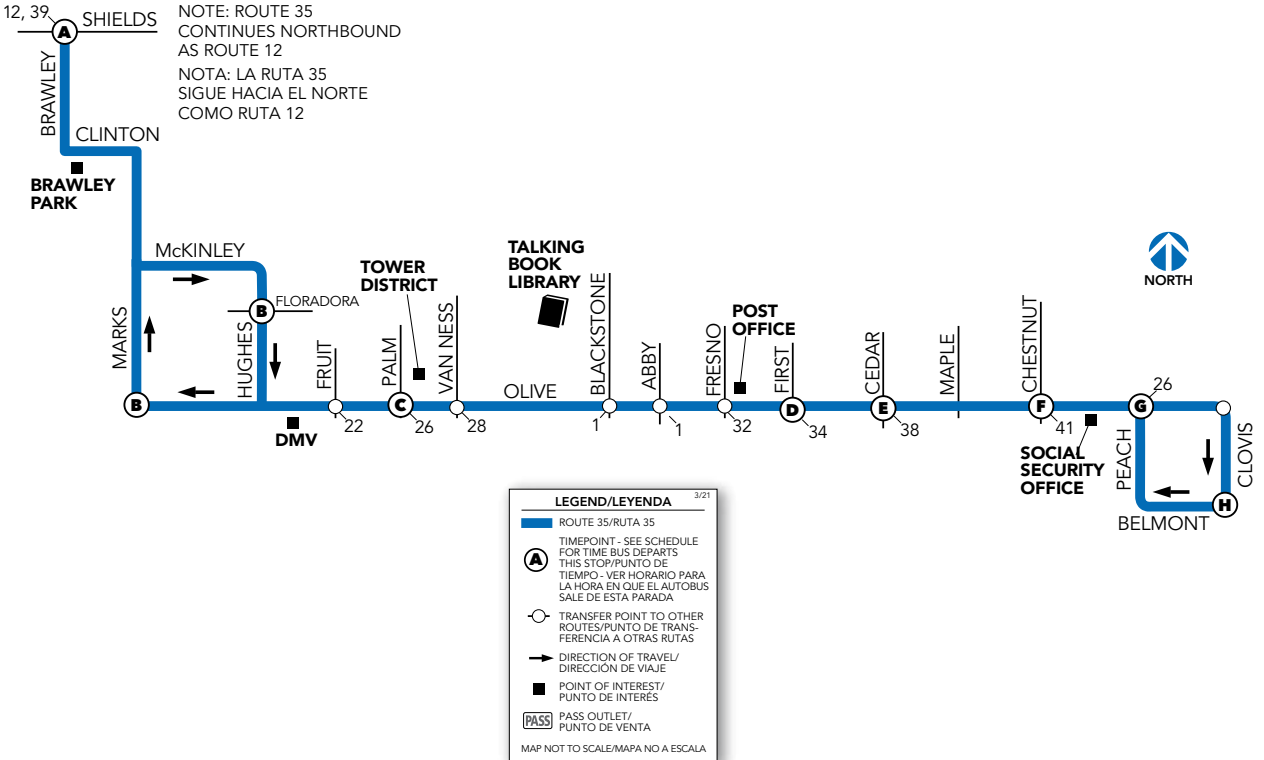 12, 39
A
SHIELDS
NOTE: ROUTE 35
CONTINUES NORTHBOUND
AS ROUTE 12
NOTA: LA RUTA 35
SIGUE HACIA EL NORTE
COMO RUTA 12
BRAWLEY
CLINTON
BRAWLEY
PARK
McKINLEY
B
FLORADORA
MARKS
HUGHES
B
DMV
FRUIT
22
TOWER
DISTRICT
PALM
C
26
VAN NESS
28
OLIVE
TALKING
BOOK
LIBRARY
BLACKSTONE
1
ABBY
1
FRESNO
32
POST
OFFICE
FIRST
D
34
CEDAR
E
38
MAPLE
CHESTNUT
F
41
SOCIAL
SECURITY
OFFICE
26
G
PEACH
CLOVIS
H
BELMONT
NORTH
LEGEND/LEYENDA
3/21
ROUTE 35/RUTA 35
A
TIMEPOINT - SEE SCHEDULE
FOR TIME BUS DEPARTS
THIS STOP/PUNTO DE
TIEMPO - VER HORARIO PARA
LA HORA EN QUE EL AUTOBUS
SALE DE ESTA PARADA
TRANSFER POINT TO OTHER
ROUTES/PUNTO DE TRANS-
FERENCIA A OTRAS RUTAS
DIRECTION OF TRAVEL/
DIRECCIÓN DE VIAJE
POINT OF INTEREST/
PUNTO DE INTERÉS
PASS
PASS OUTLET/
PUNTO DE VENTA
MAP NOT TO SCALE/MAPA NO A ESCALA